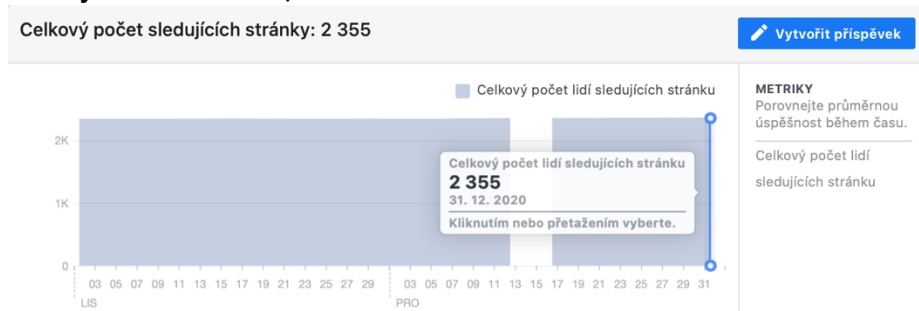 Celkový počet sledujících stránky: 2 355
Vytvořit příspěvek
Celkový počet lidí sledujících stránku
METRIKY
Porovnejte průměrnou
úspěšnost během času.
Celkový počet lidí
sledujících stránku
2K
1K
0
Celkový počet lidí sledujících stránku
2 355
31. 12. 2020
Kliknutím nebo přetažením vyberte.
03 05 07 09 11 13 15 17 19 21 23 25 27 29 03 05 07 09 11 13 15 17 19 21 23 25 27 29 31
LIS PRO